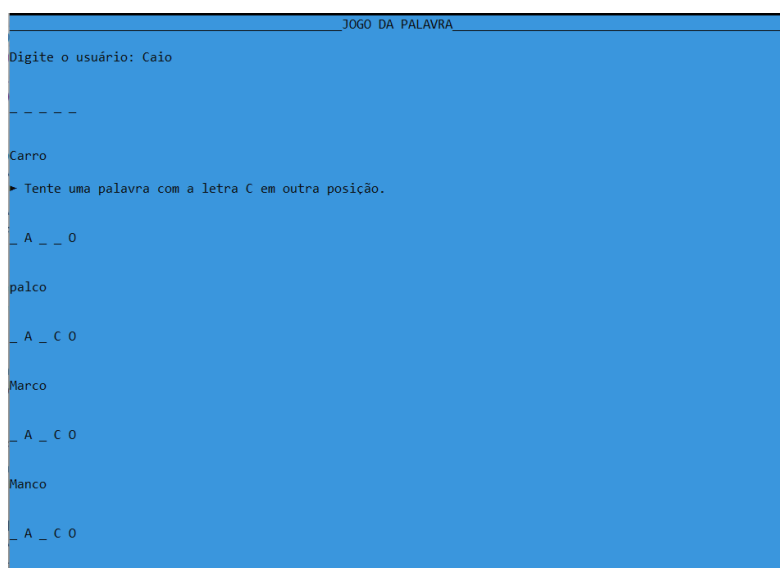 JOGO DA PALAVRA
Digite o usuário: Caio
_ _ _ _ _
Carro
► Tente uma palavra com a letra C em outra posição.
_ A _ _ O
palco
_ A _ C O
Marco
_ A _ C O
Manco
_ A _ C O